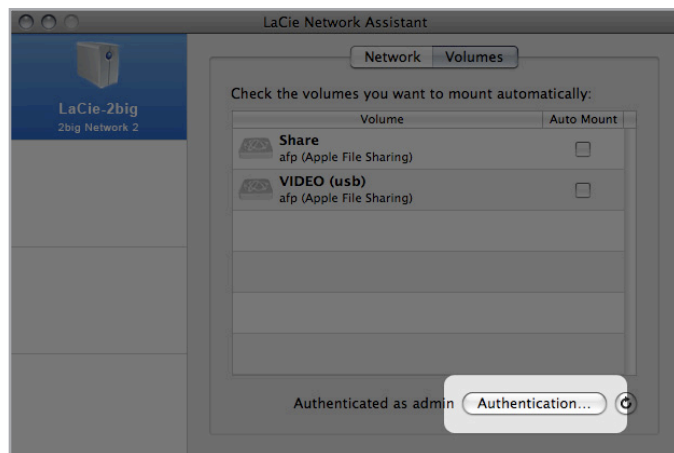 LaCie Network Assistant
LaCie-2big
2big Network 2
Network Volumes
Check the volumes you want to mount automatically:
Volume Auto Mount
Share
afp (Apple File Sharing)
VIDEO (usb)
afp (Apple File Sharing)
Authenticated as admin Authentication...